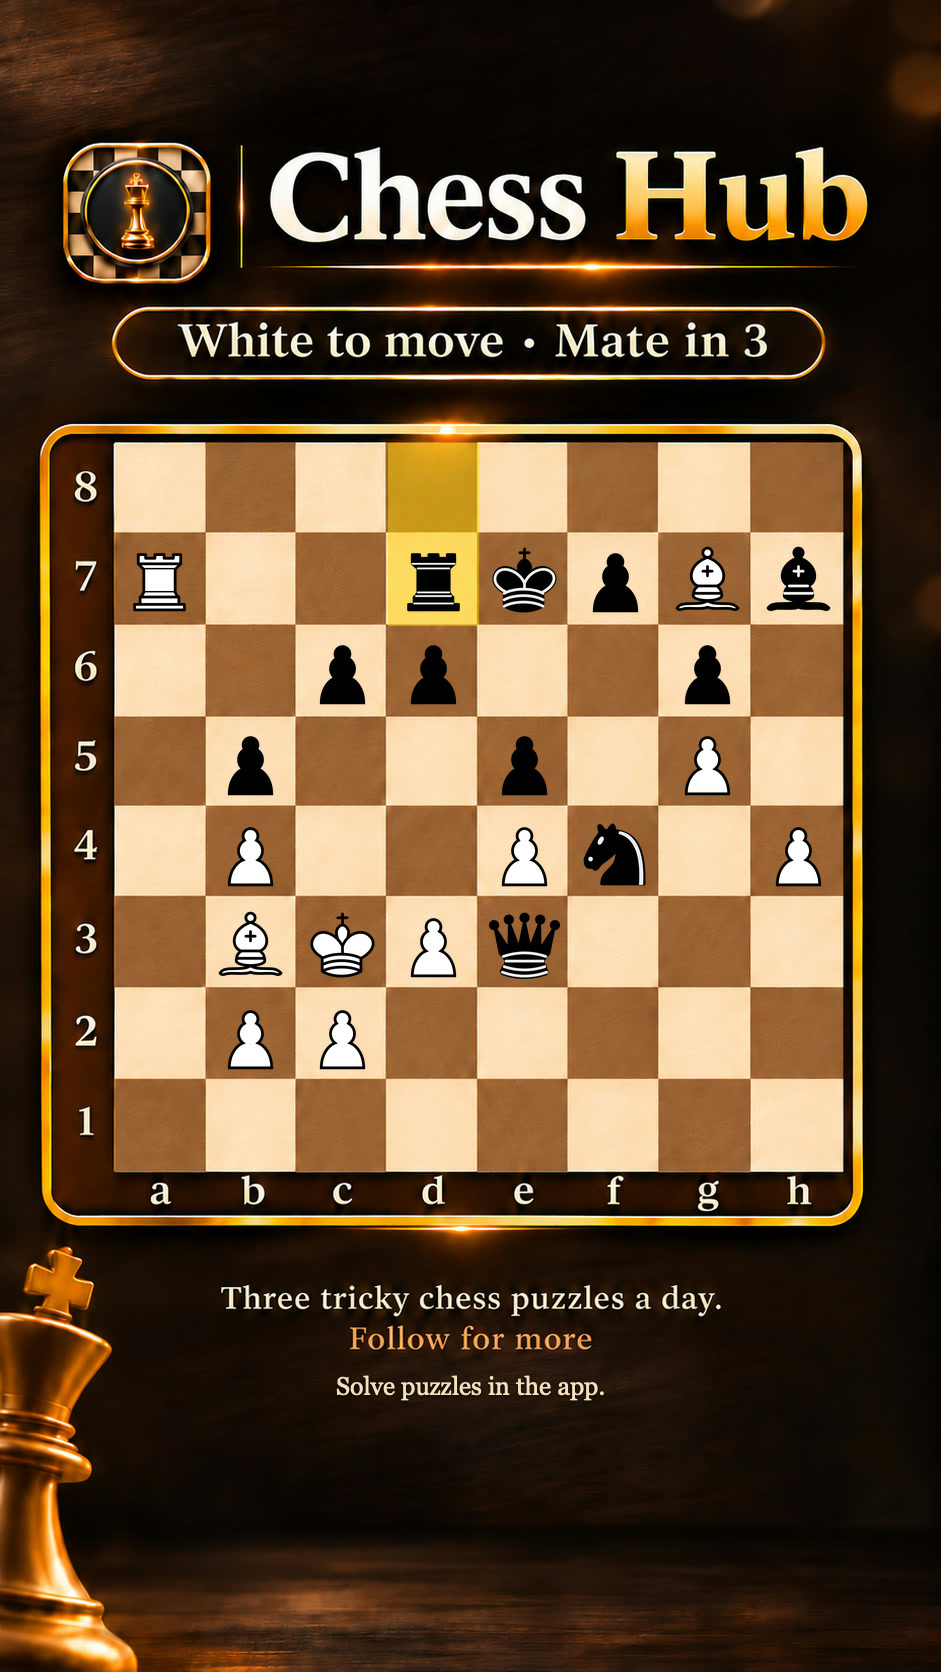 Chess Hub
White to move • Mate in 3
8
7
6
5
4
3
2
1
a b c d e f g h
Three tricky chess puzzles a day.
Follow for more
Solve puzzles in the app.